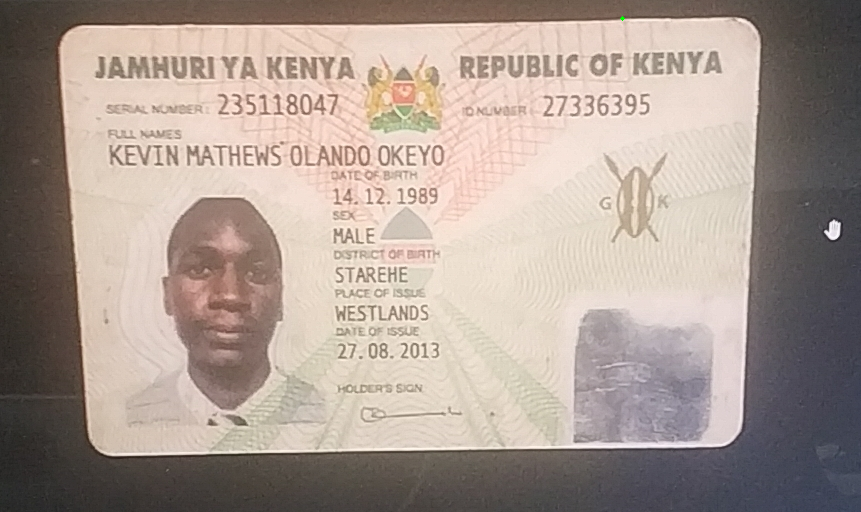 JAMHURI YA KENYA REPUBLIC OF KENYA
SERIAL NUMBER: 235118047 ID NUMBER: 27336395
FULL NAMES
KEVIN MATHEWS OLANDO OKEYO
DATE OF BIRTH
14. 12. 1989
SEX
MALE
G K
DISTRICT OF BIRTH
STAREHE
PLACE OF ISSUE
WESTLANDS
DATE OF ISSUE
27. 08. 2013
HOLDER'S SIGN.